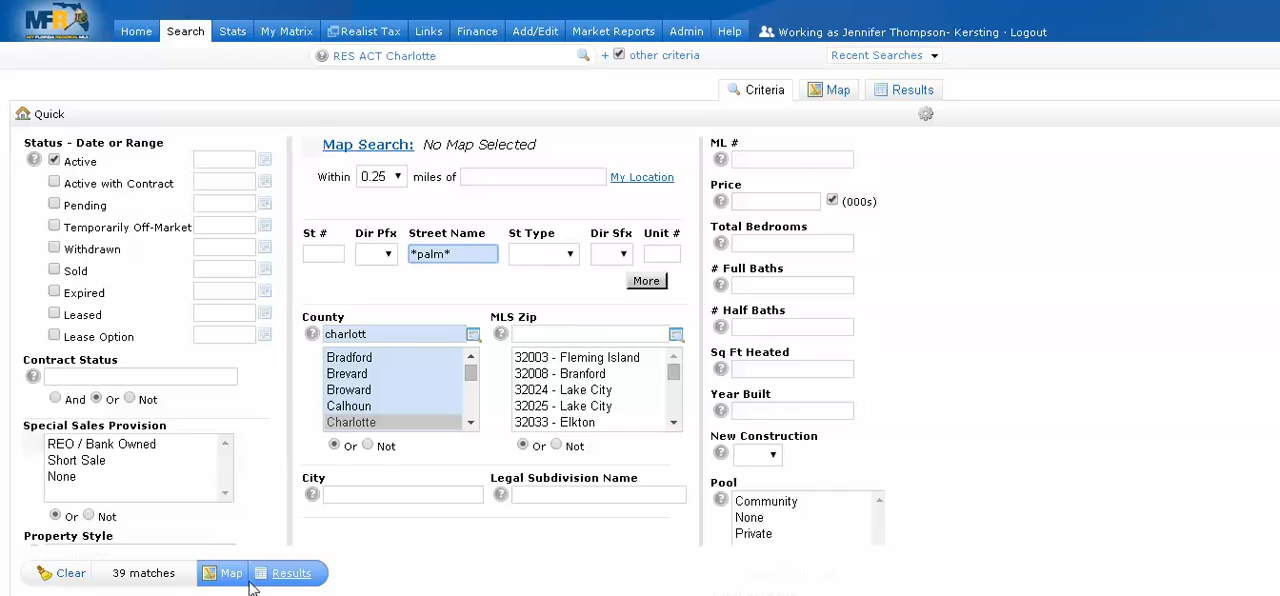 MFR
MY FLORIDA REGIONAL MLS
Home Search Stats My Matrix Realist Tax Links Finance Add/Edit Market Reports Admin Help Working as Jennifer Thompson- Kersting · Logout
RES ACT Charlotte + other criteria Recent Searches
Criteria Map Results
Quick
Status - Date or Range
Active
Active with Contract
Pending
Temporarily Off-Market
Withdrawn
Sold
Expired
Leased
Lease Option
Contract Status
And Or Not
Special Sales Provision
REO / Bank Owned
Short Sale
None
Or Not
Property Style
Map Search: No Map Selected
Within 0.25 miles of My Location
St # Dir Pfx Street Name St Type Dir Sfx Unit #
*palm*
More
County
charlott
Bradford
Brevard
Broward
Calhoun
Charlotte
Or Not
MLS Zip
32003 - Fleming Island
32008 - Branford
32024 - Lake City
32025 - Lake City
32033 - Elkton
Or Not
City
Legal Subdivision Name
ML #
Price
(000s)
Total Bedrooms
# Full Baths
# Half Baths
Sq Ft Heated
Year Built
New Construction
Pool
Community
None
Private
Clear 39 matches Map Results